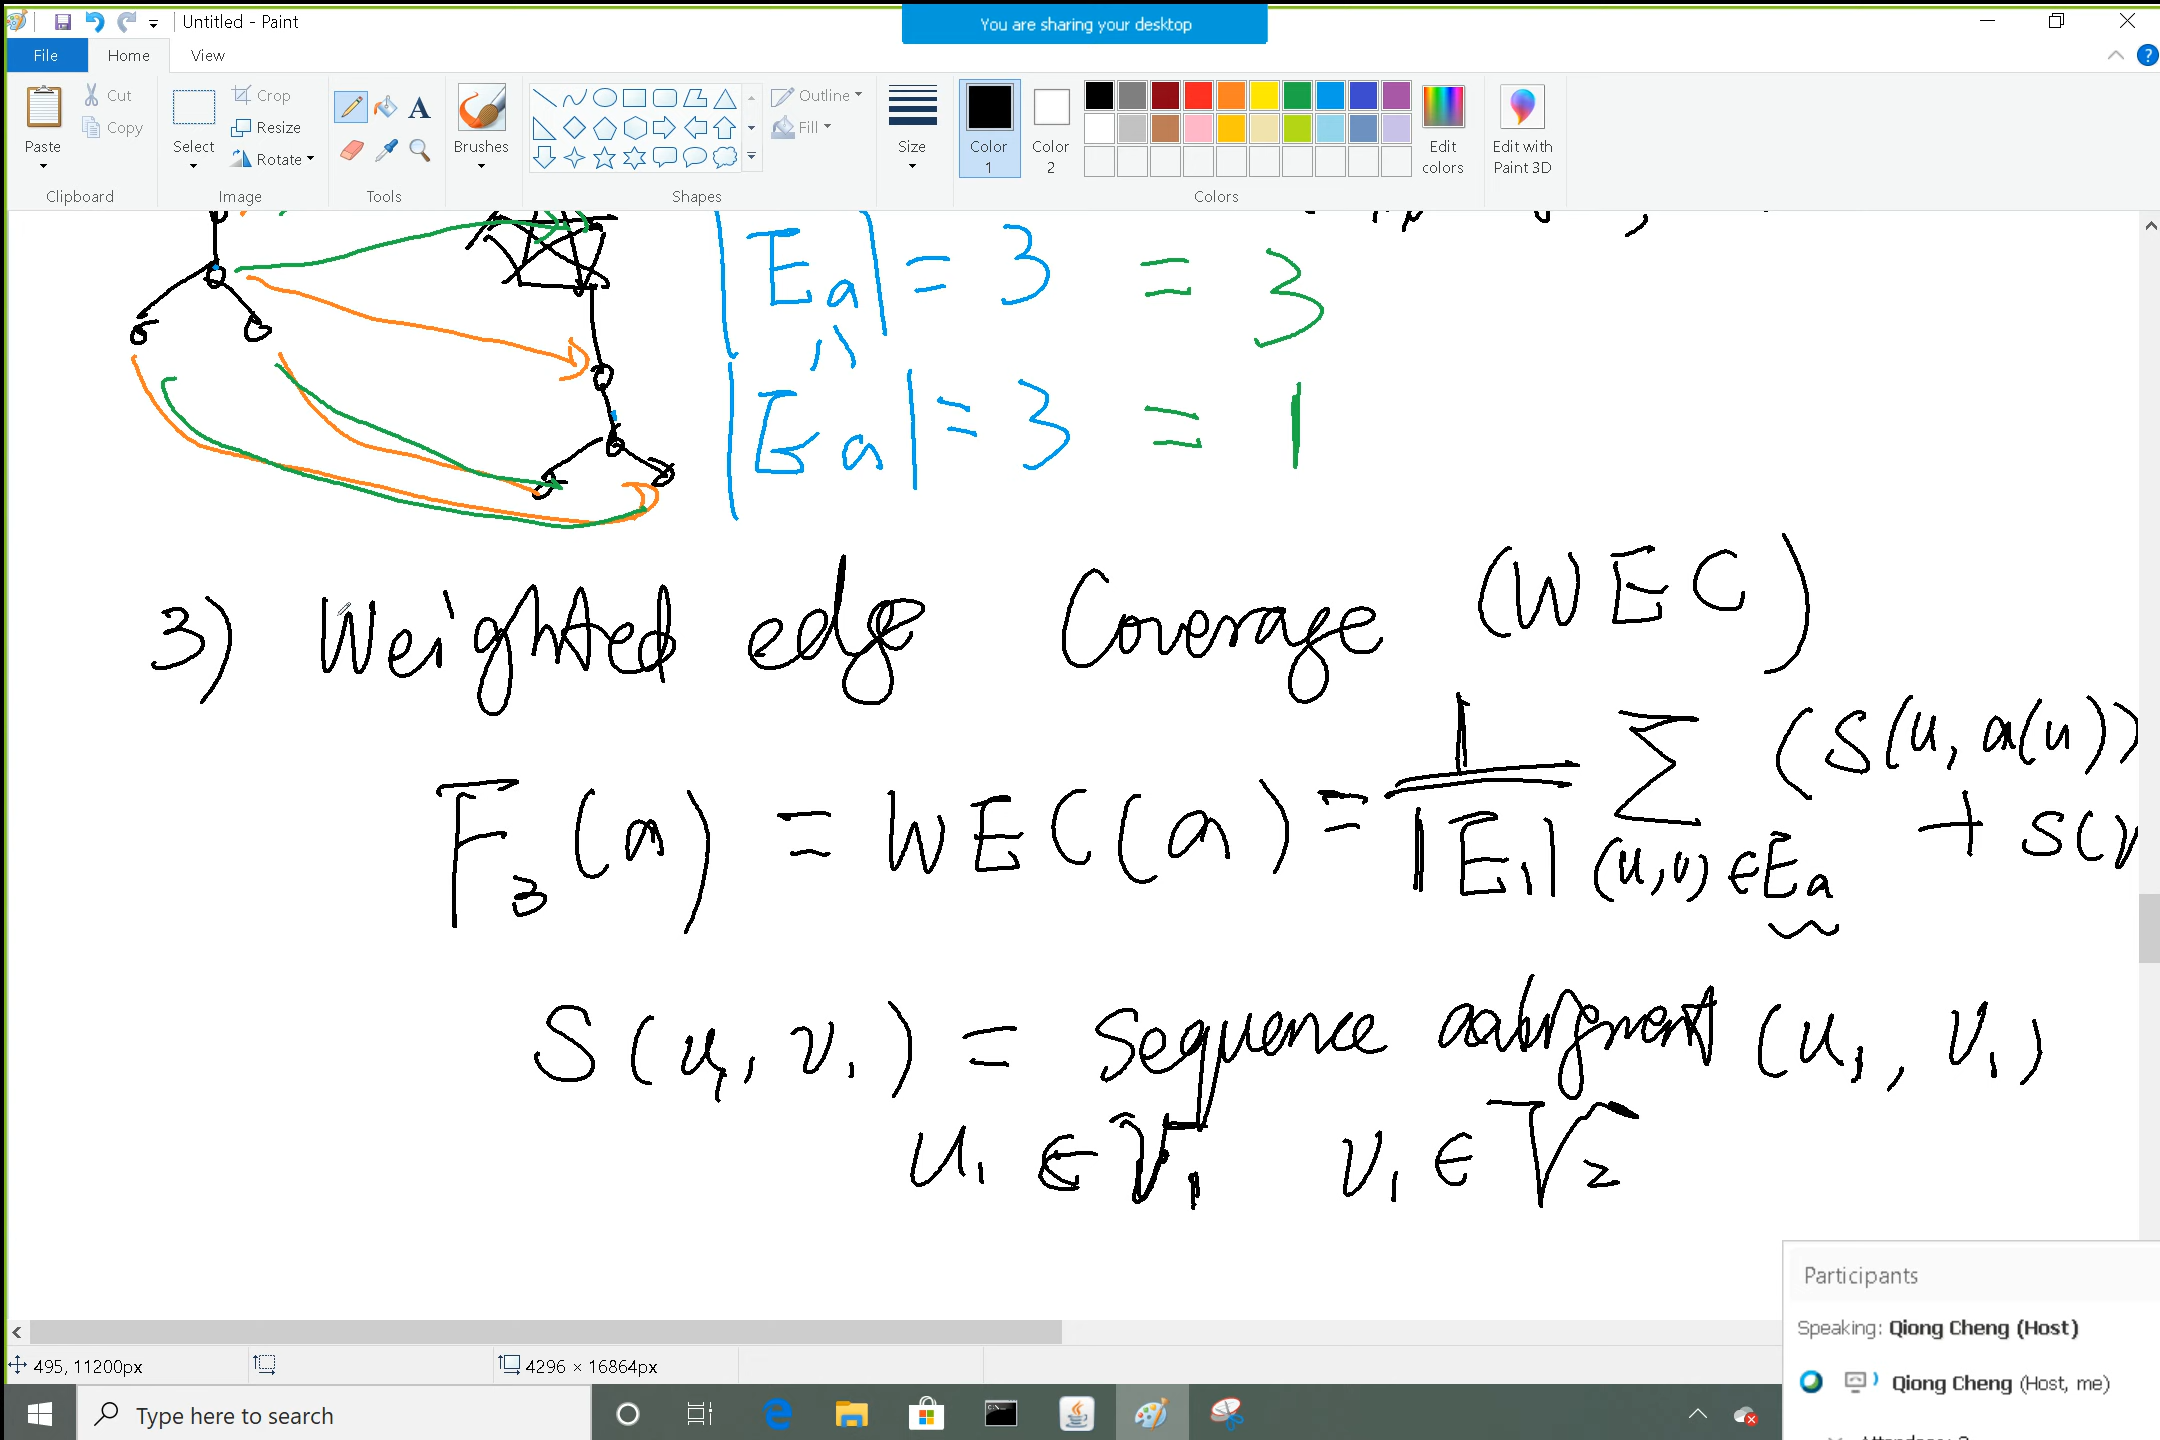 Untitled - Paint
You are sharing your desktop
File Home View
Cut
Copy
Paste
Crop
Resize
Rotate
Select
Brushes
Outline
Fill
Size
Color 1
Color 2
Edit colors
Edit with Paint 3D
Clipboard Image Tools Shapes Colors
|Ea| = 3 = 3
|Ea| = 3 = 1
3) Weighted edge Coverage (WEC)
F3(a) = WEC(a) = 1/|E1| Σ (u,v) ∈ Ea (S(u, a(u))
+ S(v
S(u1, v1) = Sequence alignment (u1, v1)
u1 ∈ V1 v1 ∈ V2
Participants
Speaking: Qiong Cheng (Host)
Qiong Cheng (Host, me)
495, 11200px
4296 × 16864px
Type here to search